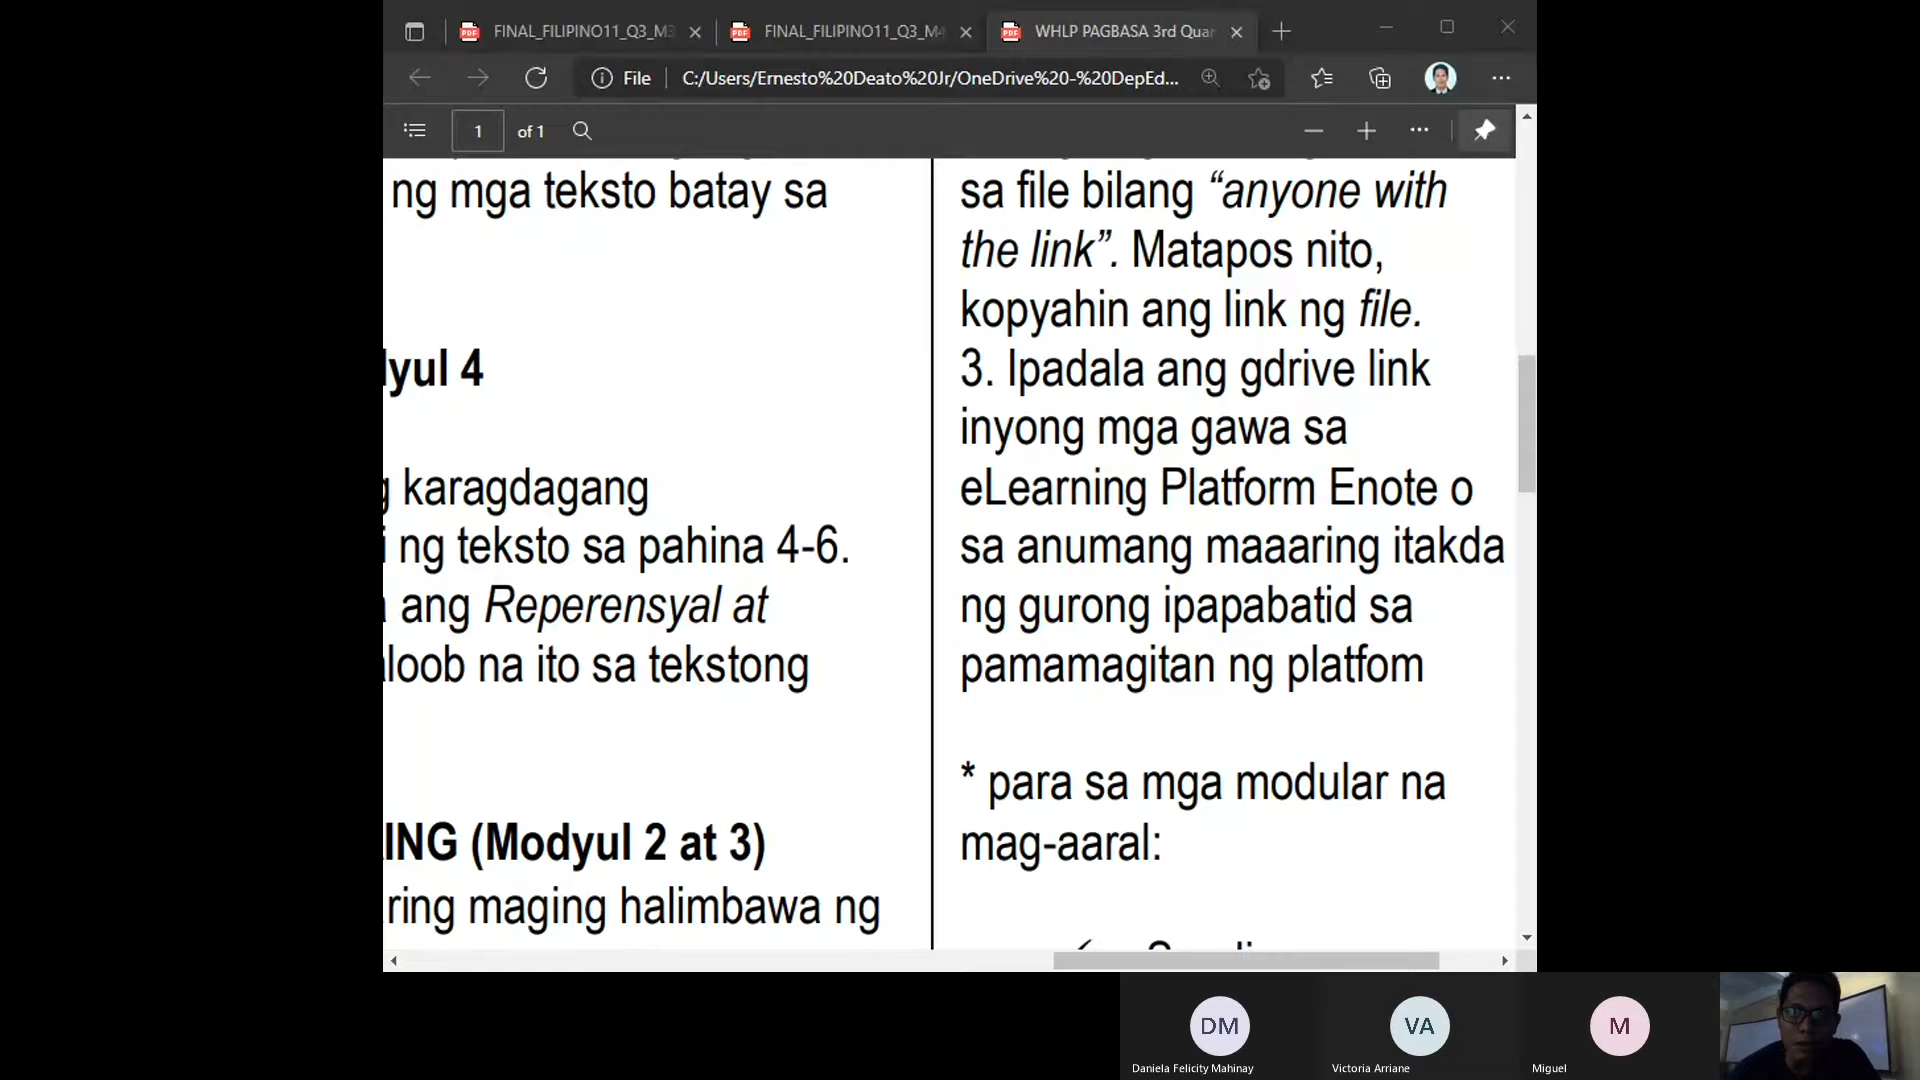 FINAL_FILIPINO11_Q3_M3
FINAL_FILIPINO11_Q3_M4
WHLP PAGBASA 3rd Quar
File
C:/Users/Ernesto%20Deato%20Jr/OneDrive%20-%20DepEd...
1
of 1
ng mga teksto batay sa
yul 4
karagdagang
ng teksto sa pahina 4-6.
ang Reperensyal at
loob na ito sa tekstong
ING (Modyul 2 at 3)
ring maging halimbawa ng
sa file bilang “anyone with
the link”. Matapos nito,
kopyahin ang link ng file.
3. Ipadala ang gdrive link
inyong mga gawa sa
eLearning Platform Enote o
sa anumang maaaring itakda
ng gurong ipapabatid sa
pamamagitan ng platfom
* para sa mga modular na
mag-aaral:
DM
Daniela Felicity Mahinay
VA
Victoria Arriane
M
Miguel